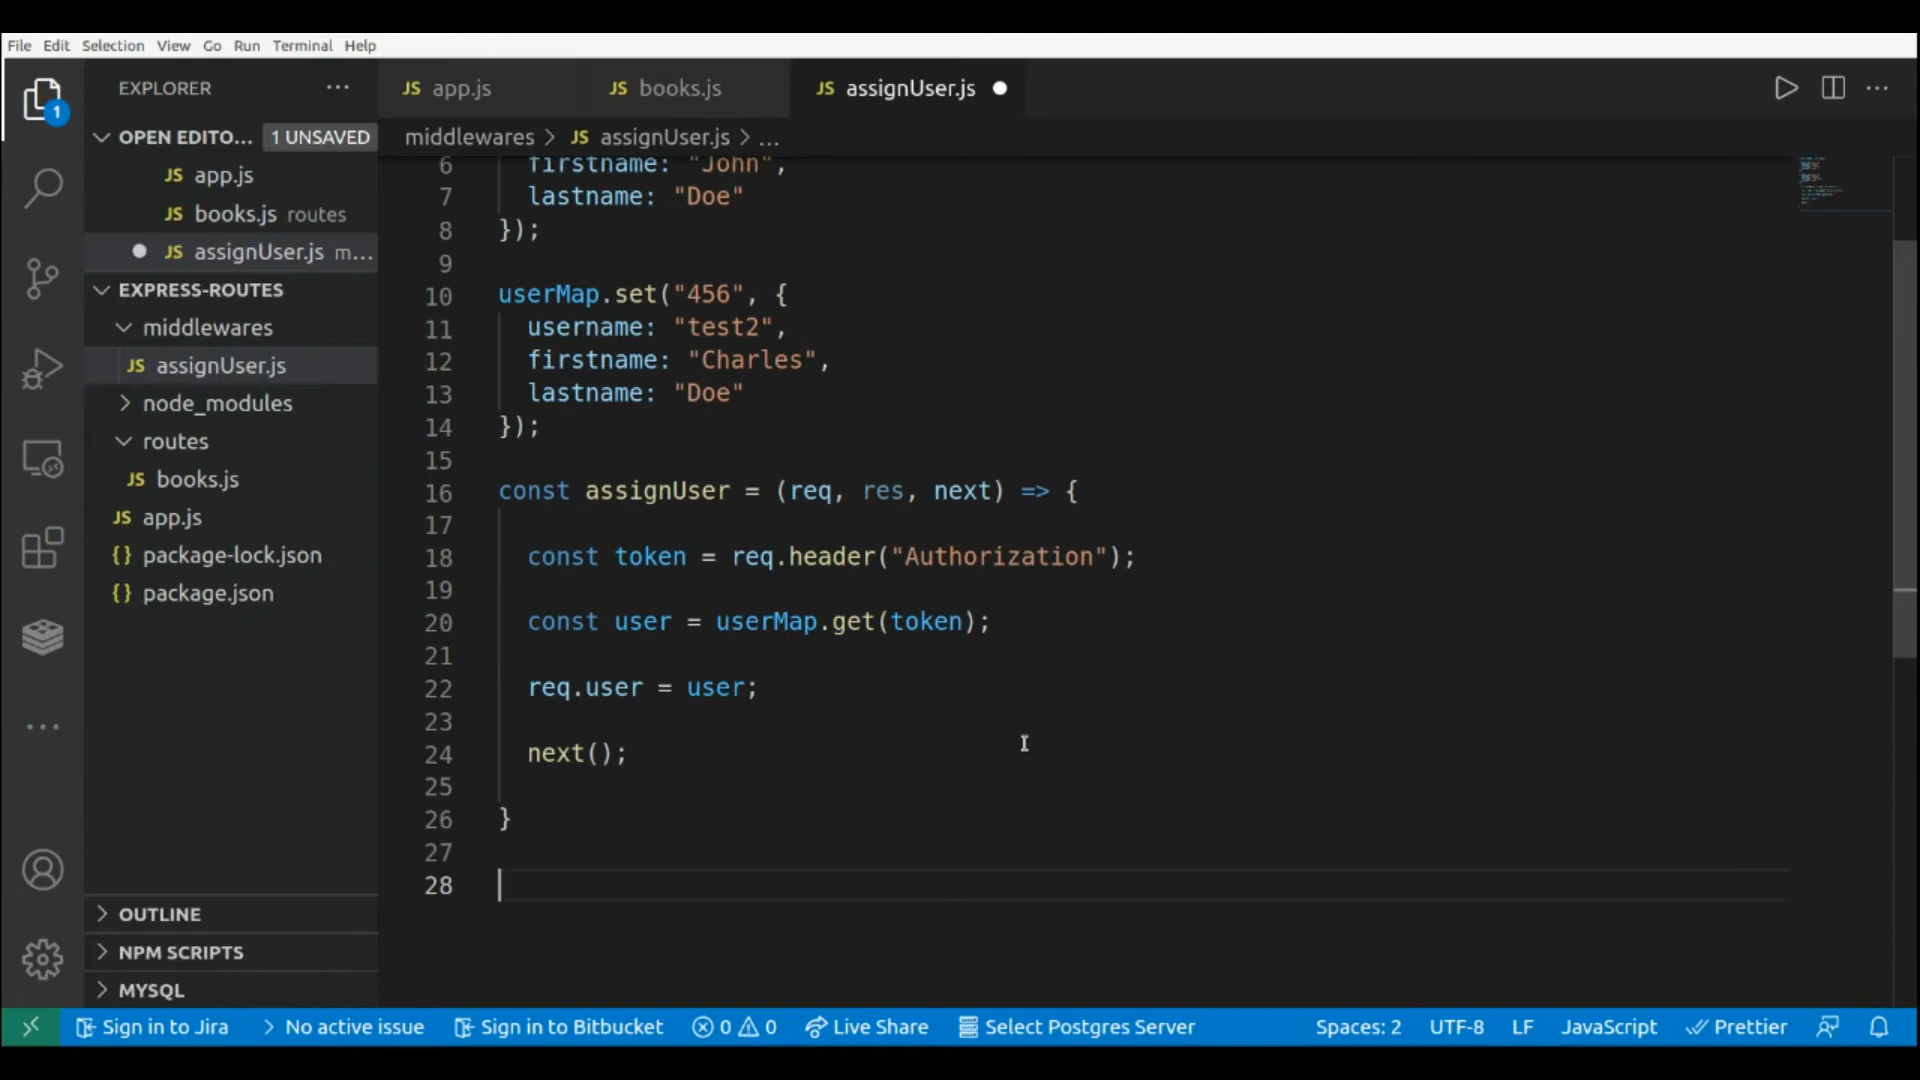 File Edit Selection View Go Run Terminal Help
EXPLORER ...
OPEN EDITO... 1 UNSAVED
JS app.js
JS books.js routes
JS assignUser.js m...
EXPRESS-ROUTES
middlewares
JS assignUser.js
node_modules
routes
JS books.js
JS app.js
{} package-lock.json
{} package.json
OUTLINE
NPM SCRIPTS
MYSQL
1
JS app.js JS books.js JS assignUser.js
middlewares > JS assignUser.js > ...
6 firstname: "John",
7 lastname: "Doe"
8 });
9
10 userMap.set("456", {
11 username: "test2",
12 firstname: "Charles",
13 lastname: "Doe"
14 });
15
16 const assignUser = (req, res, next) => {
17
18 const token = req.header("Authorization");
19
20 const user = userMap.get(token);
21
22 req.user = user;
23
24 next();
25
26 }
27
28
Sign in to Jira > No active issue Sign in to Bitbucket 0 0 Live Share Select Postgres Server Spaces: 2 UTF-8 LF JavaScript Prettier